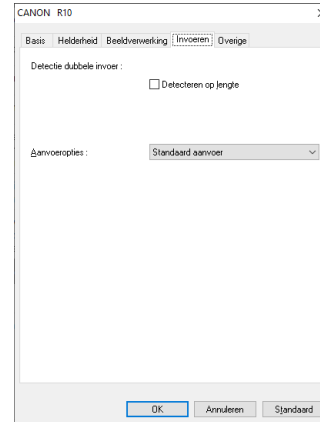 CANON R10
Basis Helderheid Beeldverwerking Invoeren Overige
Detectie dubbele invoer :
Detecteren op lengte
Aanvoeropties : Standaard aanvoer
OK Annuleren Standaard